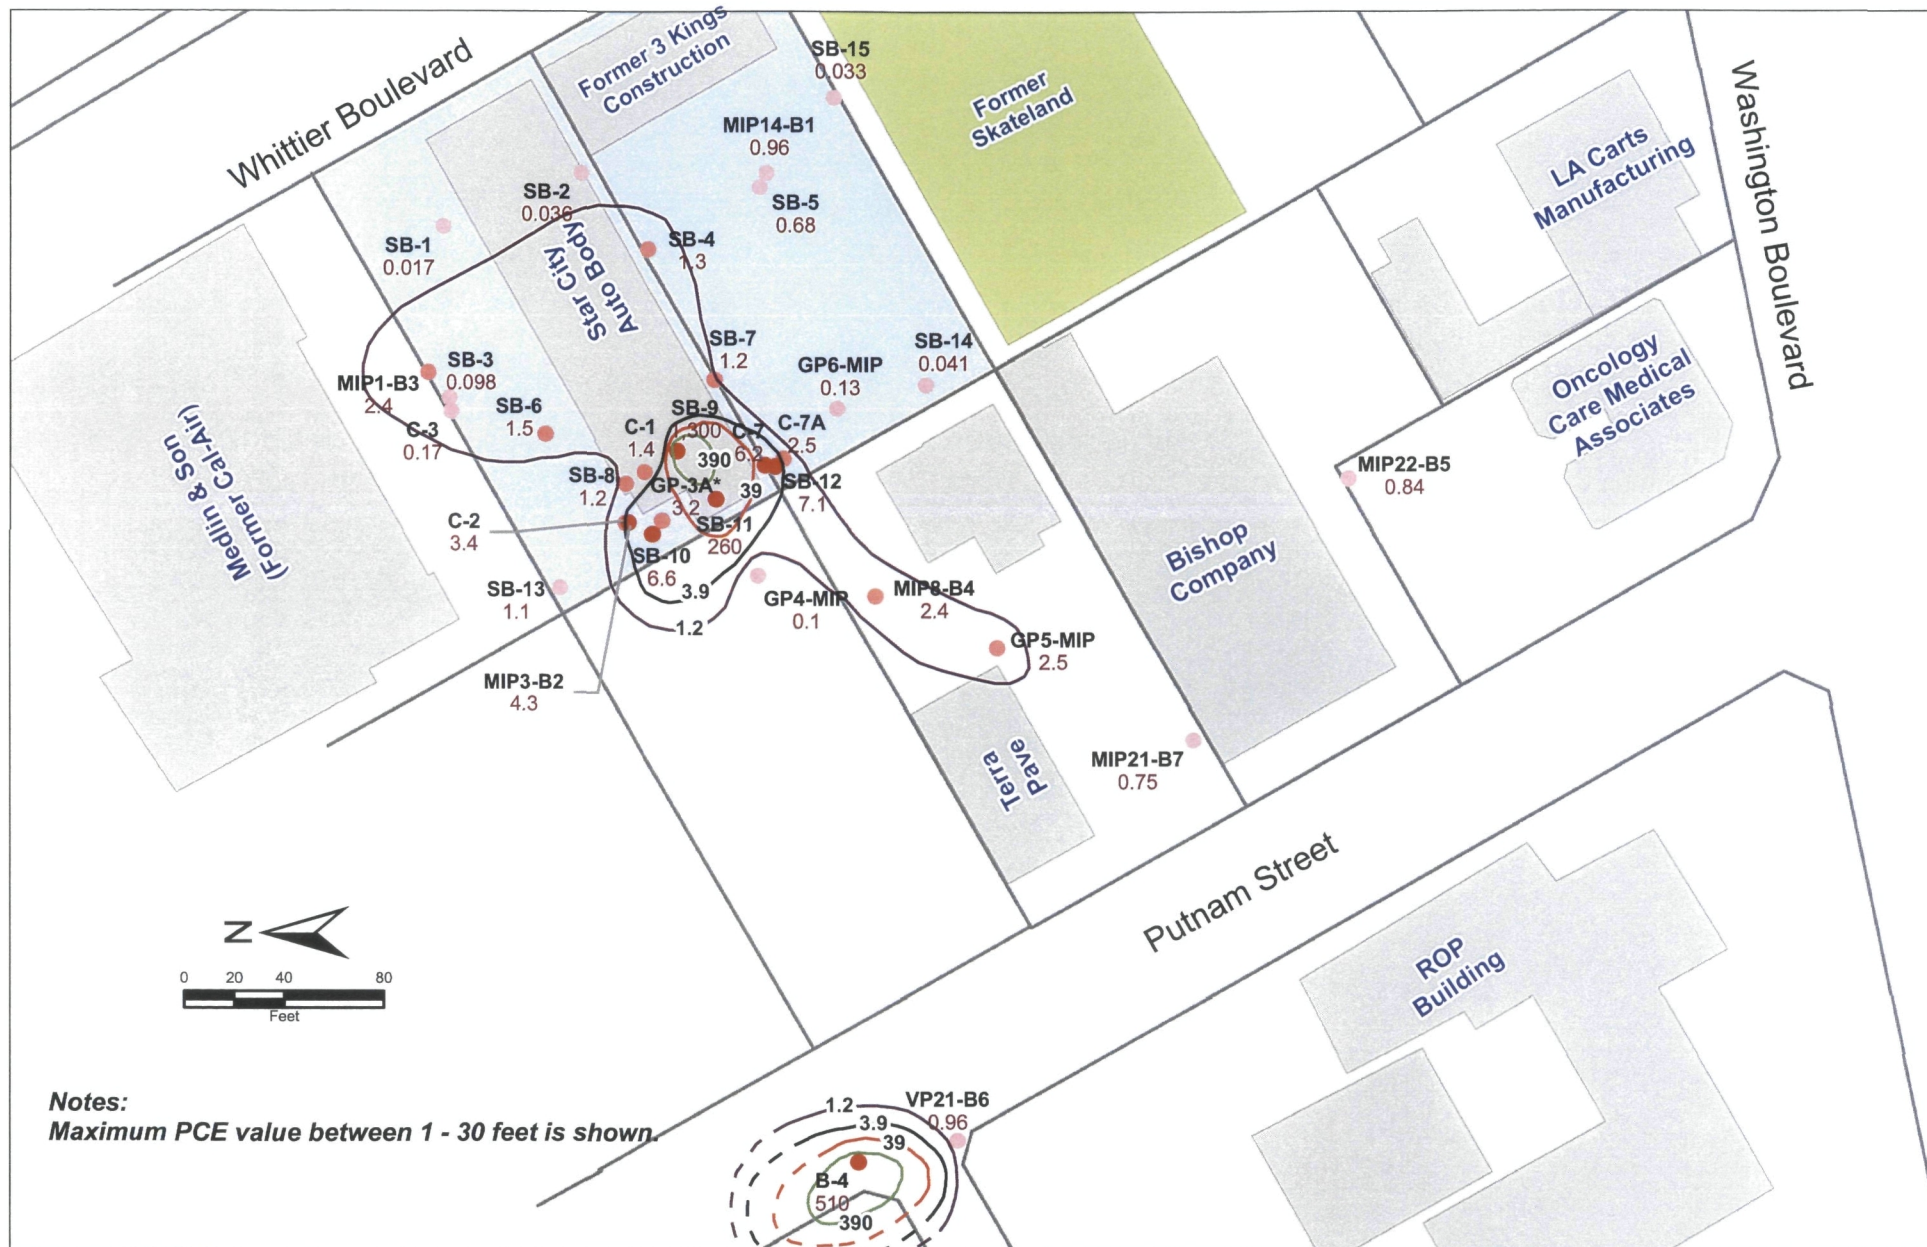 Whittier Boulevard
Former 3 Kings
Construction
SB-15
0.033
Former
Skateland
Washington Boulevard
LA Carts
Manufacturing
MIP14-B1
0.96
SB-2
0.036
SB-5
0.68
SB-1
0.017
SB-4
1.3
Star City
Auto Body
SB-7
1.2
SB-14
0.041
GP6-MIP
0.13
SB-3
0.098
MIP1-B3
2.4
Oncology
Care Medical
Associates
SB-6
1.5
C-3
0.17
SB-9
1,300
C-1
1.4
C-7
6.2
C-7A
2.5
390
39
SB-8
1.2
GP-3A*
3.2
SB-12
7.1
MIP22-B5
0.84
Medlin & Son
(Former Cal-Air)
C-2
3.4
SB-11
260
SB-10
6.6
3.9
1.2
SB-13
1.1
GP4-MIP
0.1
MIP8-B4
2.4
Bishop
Company
GP5-MIP
2.5
MIP3-B2
4.3
Terra
Pave
MIP21-B7
0.75
Putnam Street
N
0 20 40 80
Feet
ROP
Building
Notes:
Maximum PCE value between 1 - 30 feet is shown.
1.2
3.9
39
VP21-B6
0.96
B-4
510
390